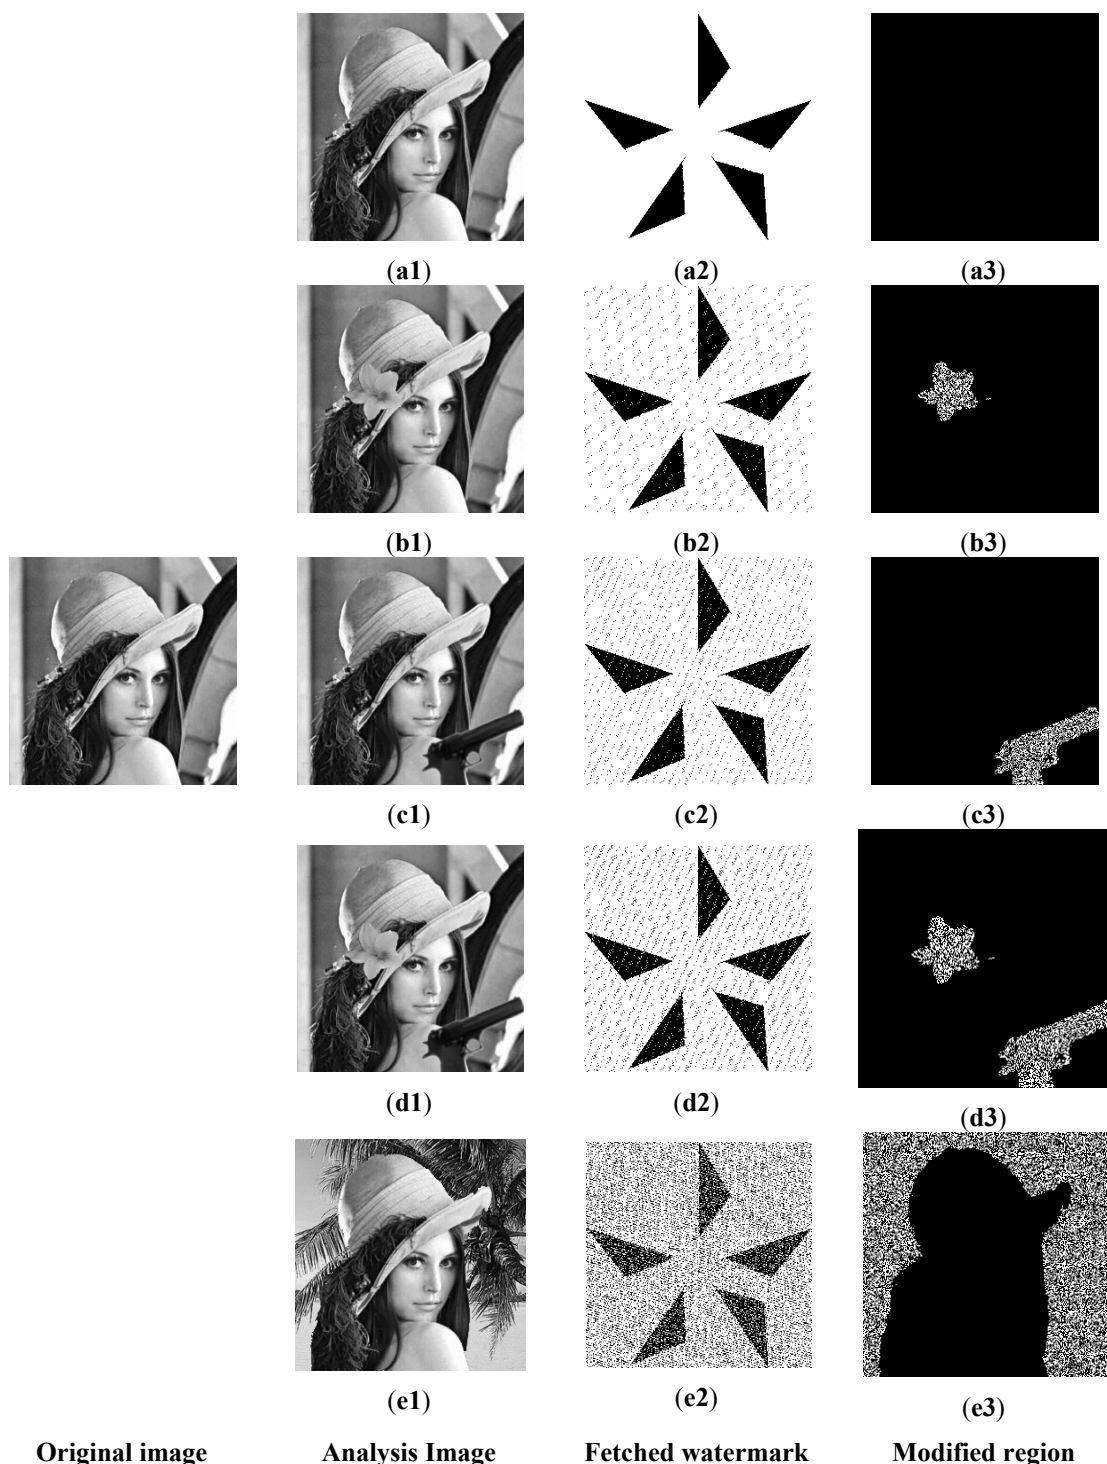 (a1) (a2) (a3)
(b1) (b2) (b3)
(c1) (c2) (c3)
(d1) (d2) (d3)
(e1) (e2) (e3)
Original image Analysis Image Fetched watermark Modified region